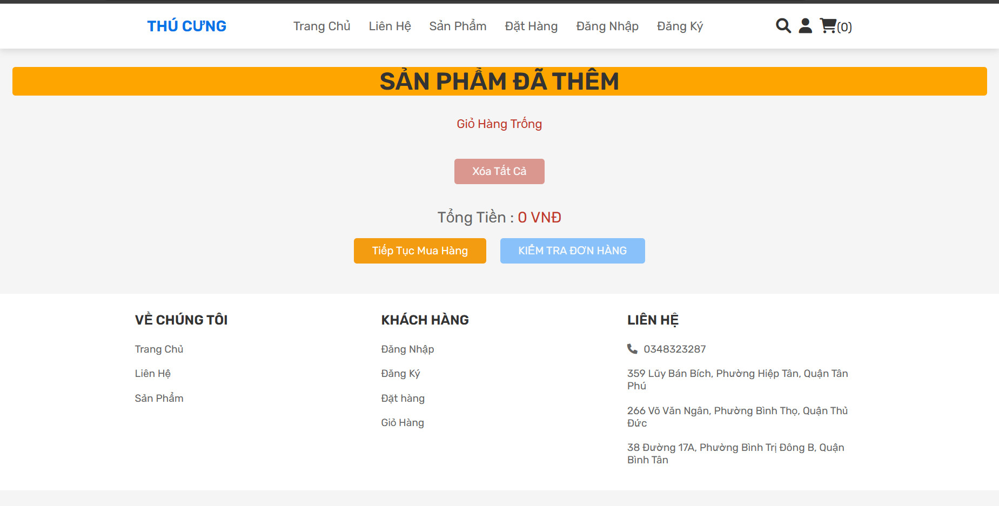 THÚ CƯNG
Trang Chủ
Liên Hệ
Sản Phẩm
Đặt Hàng
Đăng Nhập
Đăng Ký
(0)
SẢN PHẨM ĐÃ THÊM
Giỏ Hàng Trống
Xóa Tất Cả
Tổng Tiền : 0 VNĐ
Tiếp Tục Mua Hàng
KIỂM TRA ĐƠN HÀNG
VỀ CHÚNG TÔI
Trang Chủ
Liên Hệ
Sản Phẩm
KHÁCH HÀNG
Đăng Nhập
Đăng Ký
Đặt hàng
Giỏ Hàng
LIÊN HỆ
0348323287
359 Lũy Bán Bích, Phường Hiệp Tân, Quận Tân
Phú
266 Võ Văn Ngân, Phường Bình Thọ, Quận Thủ
Đức
38 Đường 17A, Phường Bình Trị Đông B, Quận
Bình Tân